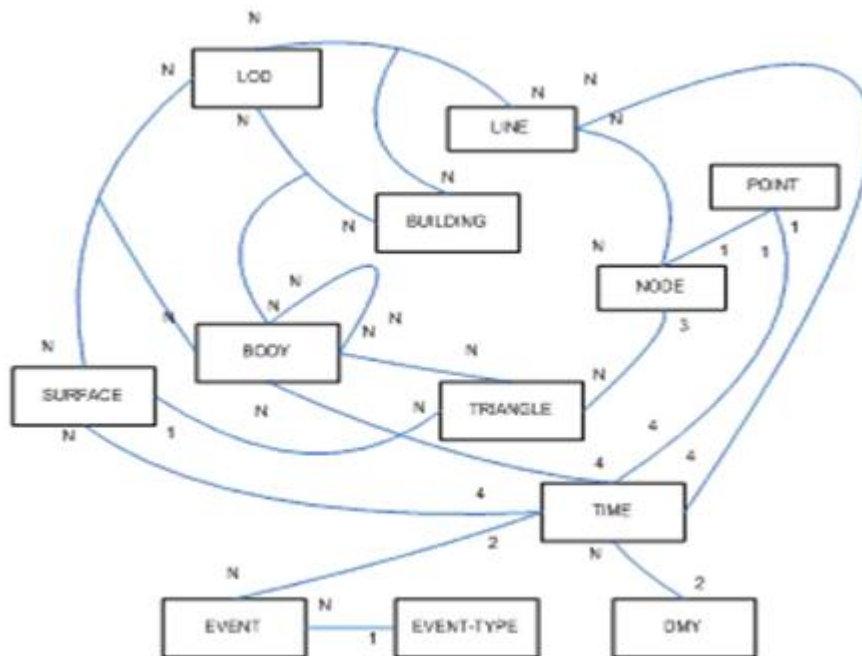 N
N
LOD
N
N
N
LINE
N
N
POINT
N
BUILDING
N
1
1
1
N
NODE
N
N
3
N
N
N
BODY
N
N
N
SURFACE
N
TRIANGLE
N
1
N
4
4
4
4
TIME
2
N
N
2
EVENT
N
1
EVENT-TYPE
DMY